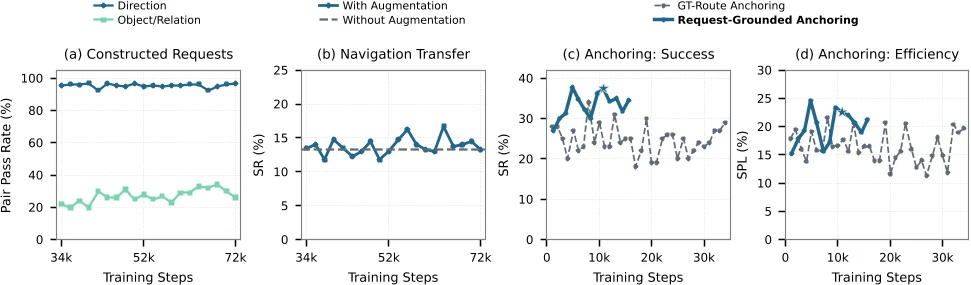 Direction
Object/Relation
With Augmentation
Without Augmentation
GT-Route Anchoring
Request-Grounded Anchoring
(a) Constructed Requests
Pair Pass Rate (%)
100
80
60
40
20
0
34k
52k
72k
Training Steps
(b) Navigation Transfer
SR (%)
25
20
15
10
5
0
34k
52k
72k
Training Steps
(c) Anchoring: Success
SR (%)
40
30
20
10
0
0
10k
20k
30k
Training Steps
(d) Anchoring: Efficiency
SPL (%)
30
25
20
15
10
5
0
0
10k
20k
30k
Training Steps